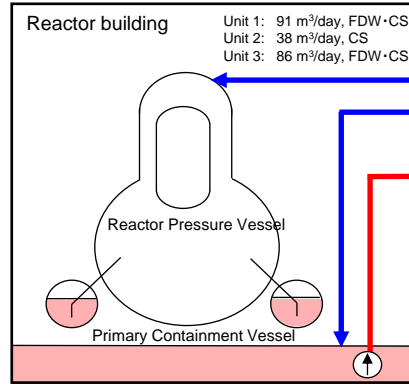 Reactor building
Unit 1: 91 m³/day, FDW・CS
Unit 2: 38 m³/day, CS
Unit 3: 86 m³/day, FDW・CS
Reactor Pressure Vessel
Primary Containment Vessel